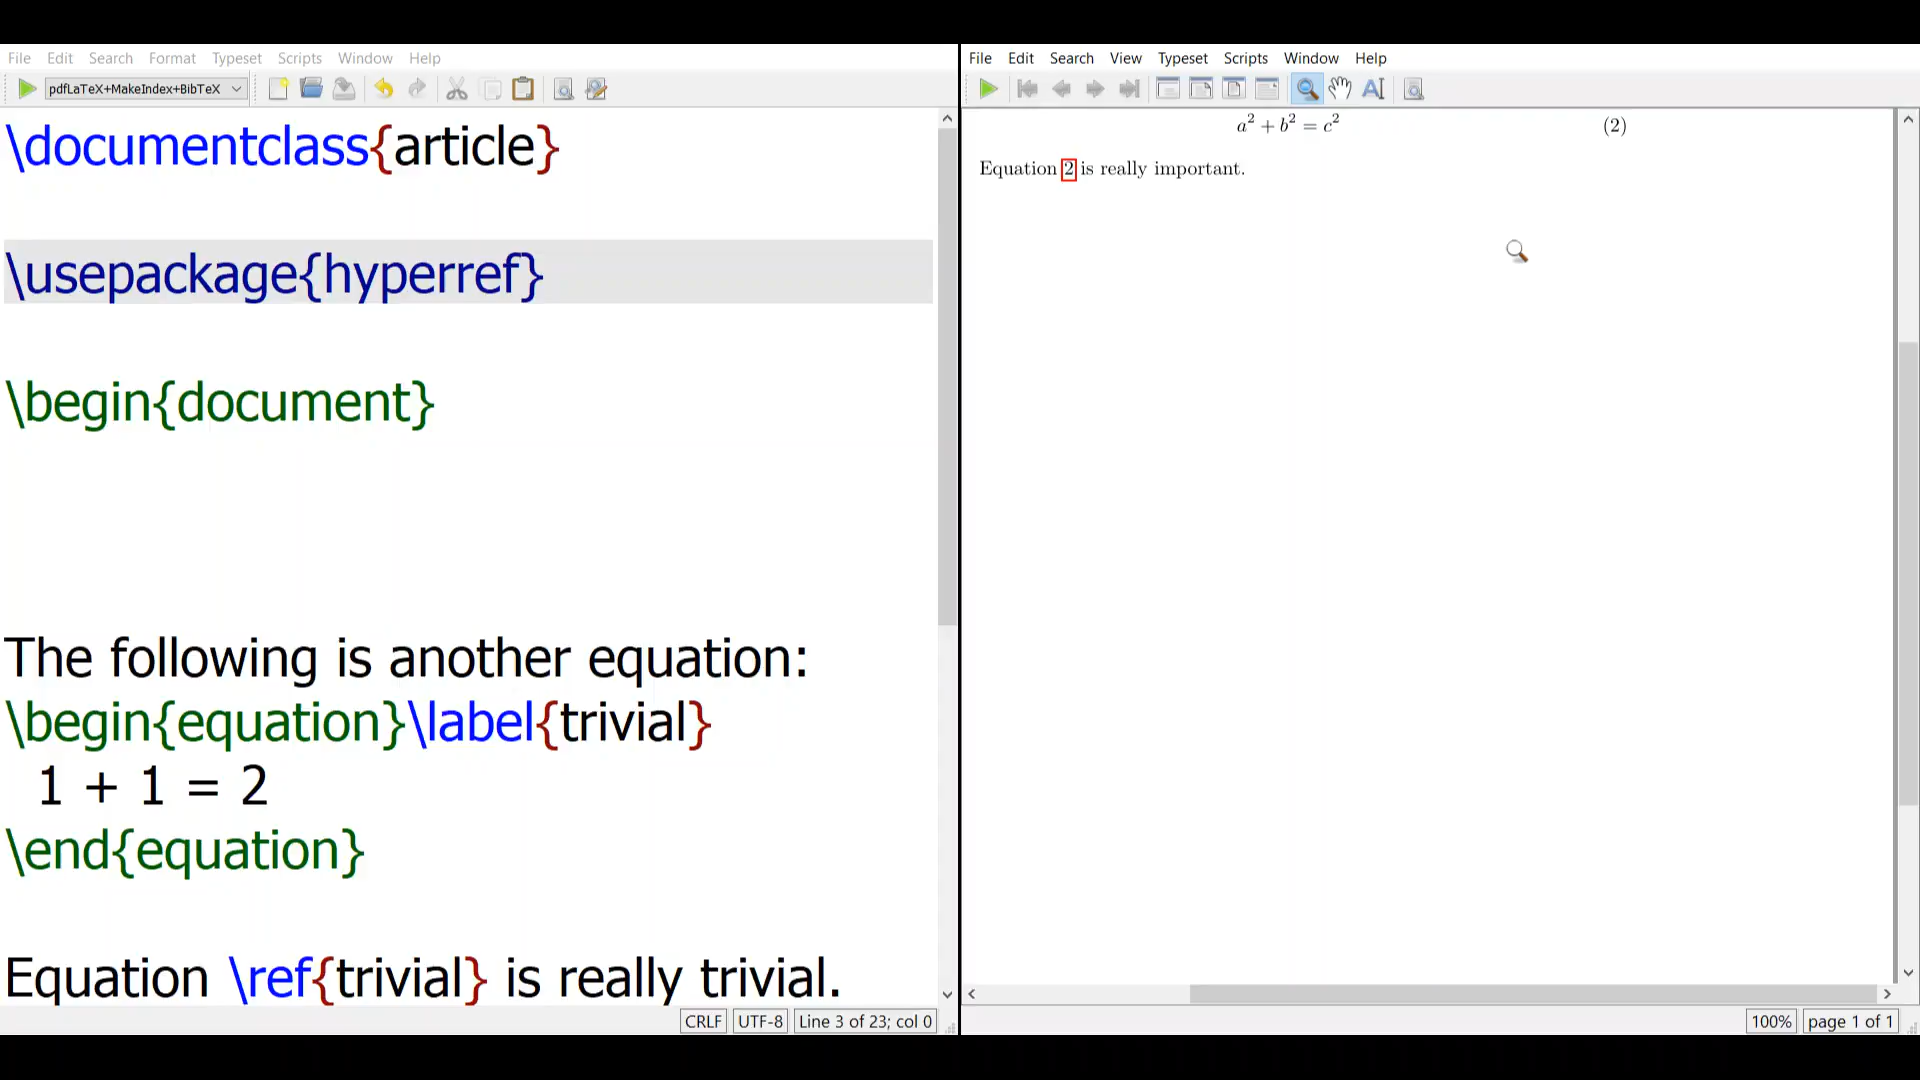 File Edit Search Format Typeset Scripts Window Help
pdfLaTeX+MakeIndex+BibTeX
\documentclass{article}
\usepackage{hyperref}
\begin{document}
The following is another equation:
\begin{equation}\label{trivial}
1 + 1 = 2
\end{equation}
Equation \ref{trivial} is really trivial.
CRLF UTF-8 Line 3 of 23; col 0
File Edit Search View Typeset Scripts Window Help
a² + b² = c² (2)
Equation 2 is really important.
100% page 1 of 1